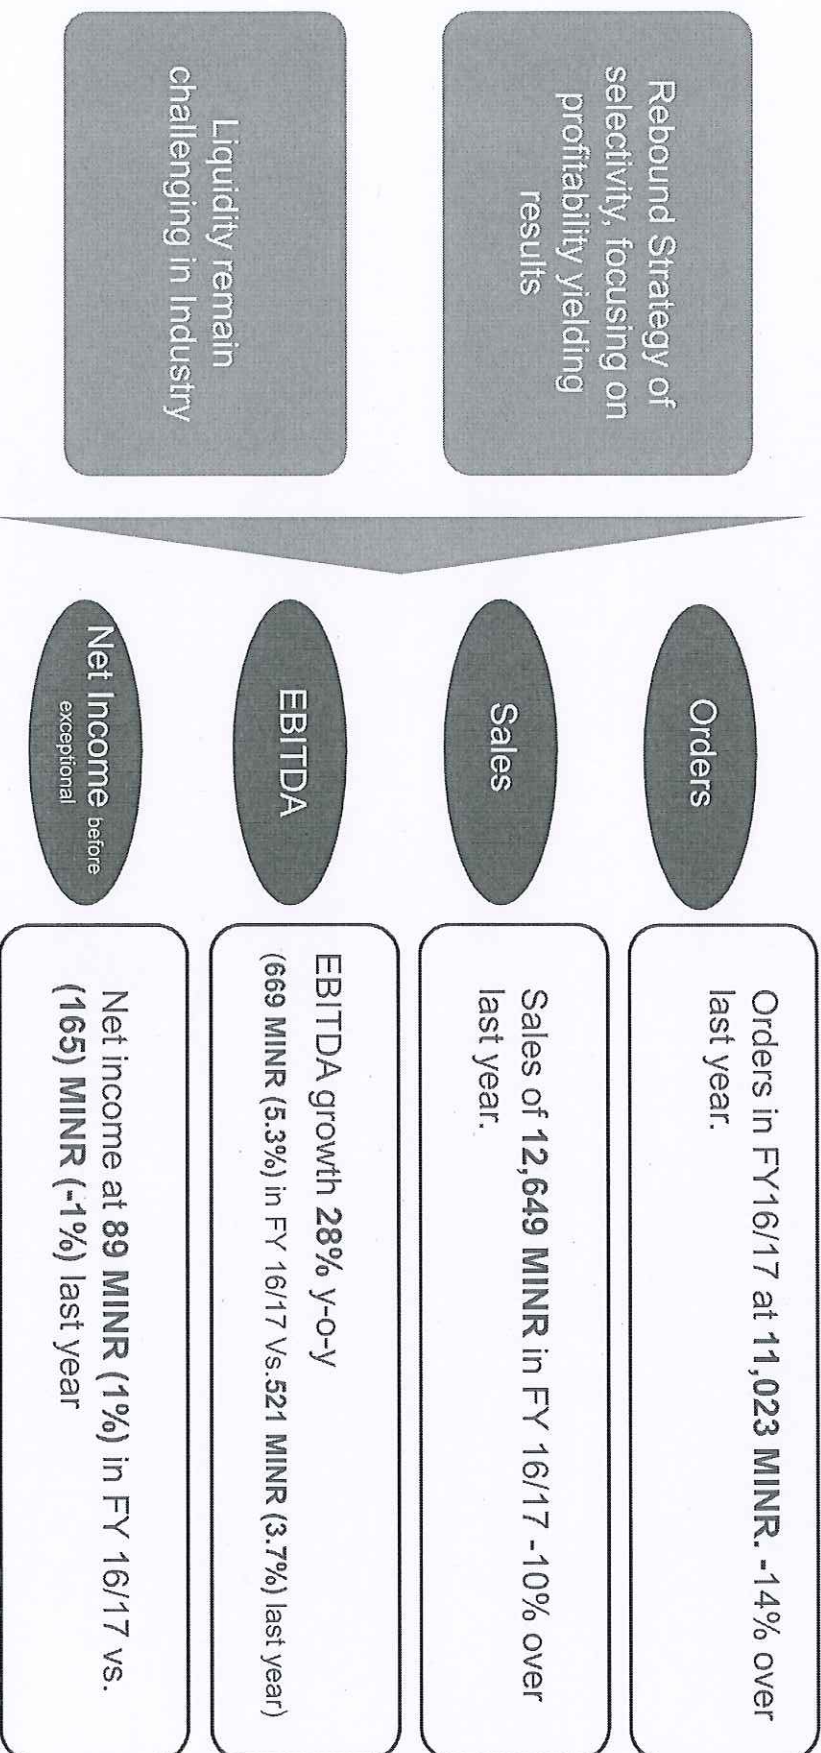 Rebound Strategy of
selectivity, focusing on
profitability yielding
results
Liquidity remain
challenging in Industry
Orders
Orders in FY16/17 at 11,023 MINR. -14% over
last year.
Sales
Sales of 12,649 MINR in FY 16/17 -10% over
last year.
EBITDA
EBITDA growth 28% y-o-y
(669 MINR (5.3%) in FY 16/17 Vs.521 MINR (3.7%) last year)
Net Income before
exceptional
Net income at 89 MINR (1%) in FY 16/17 vs.
(165) MINR (-1%) last year